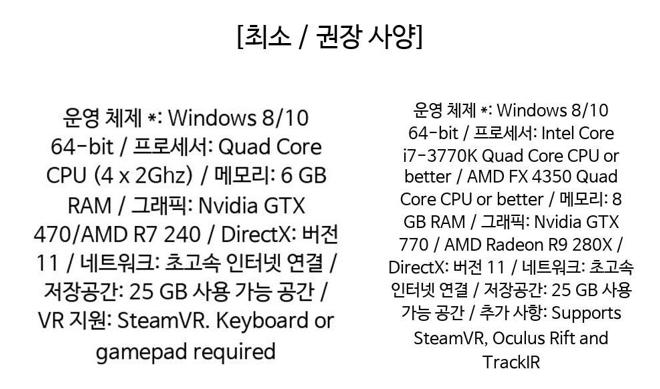 [최소 / 권장 사양]
운영 체제 *: Windows 8/10
64-bit / 프로세서: Quad Core
CPU (4 x 2Ghz) / 메모리: 6 GB
RAM / 그래픽: Nvidia GTX
470/AMD R7 240 / DirectX: 버전
11 / 네트워크: 초고속 인터넷 연결 /
저장공간: 25 GB 사용 가능 공간 /
VR 지원: SteamVR. Keyboard or
gamepad required
운영 체제 *: Windows 8/10
64-bit / 프로세서: Intel Core
i7-3770K Quad Core CPU or
better / AMD FX 4350 Quad
Core CPU or better / 메모리: 8
GB RAM / 그래픽: Nvidia GTX
770 / AMD Radeon R9 280X /
DirectX: 버전 11 / 네트워크: 초고속
인터넷 연결 / 저장공간: 25 GB 사용
가능 공간 / 추가 사항: Supports
SteamVR, Oculus Rift and
TrackIR